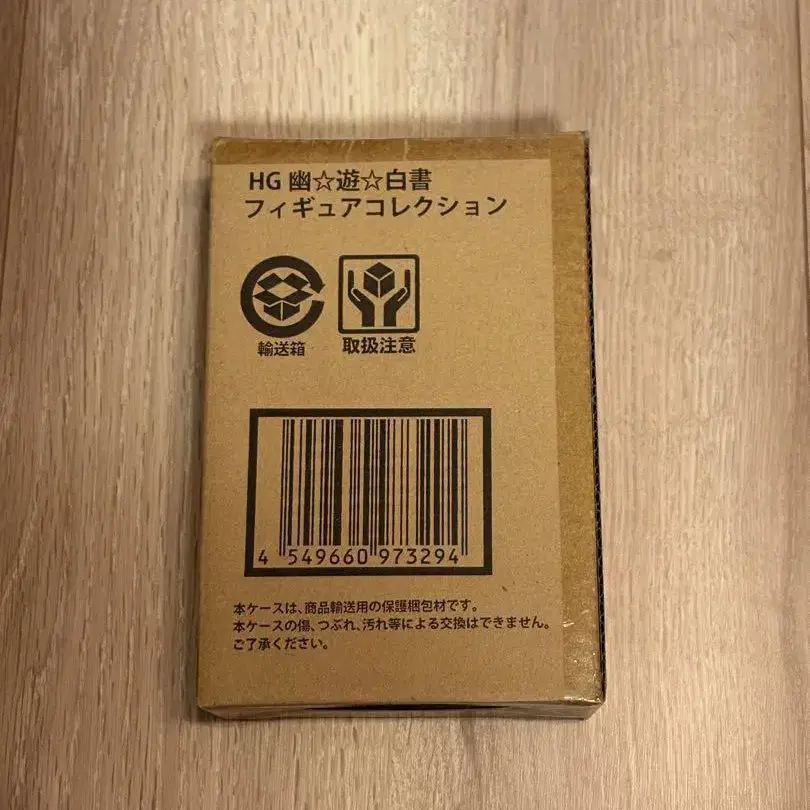 HG 幽☆遊☆白書
フィギュアコレクション
輸送箱
取扱注意
4 549660 973294
本ケースは、商品輸送用の保護梱包材です。
本ケースの傷、つぶれ、汚れ等による交換はできません。
ご了承ください。